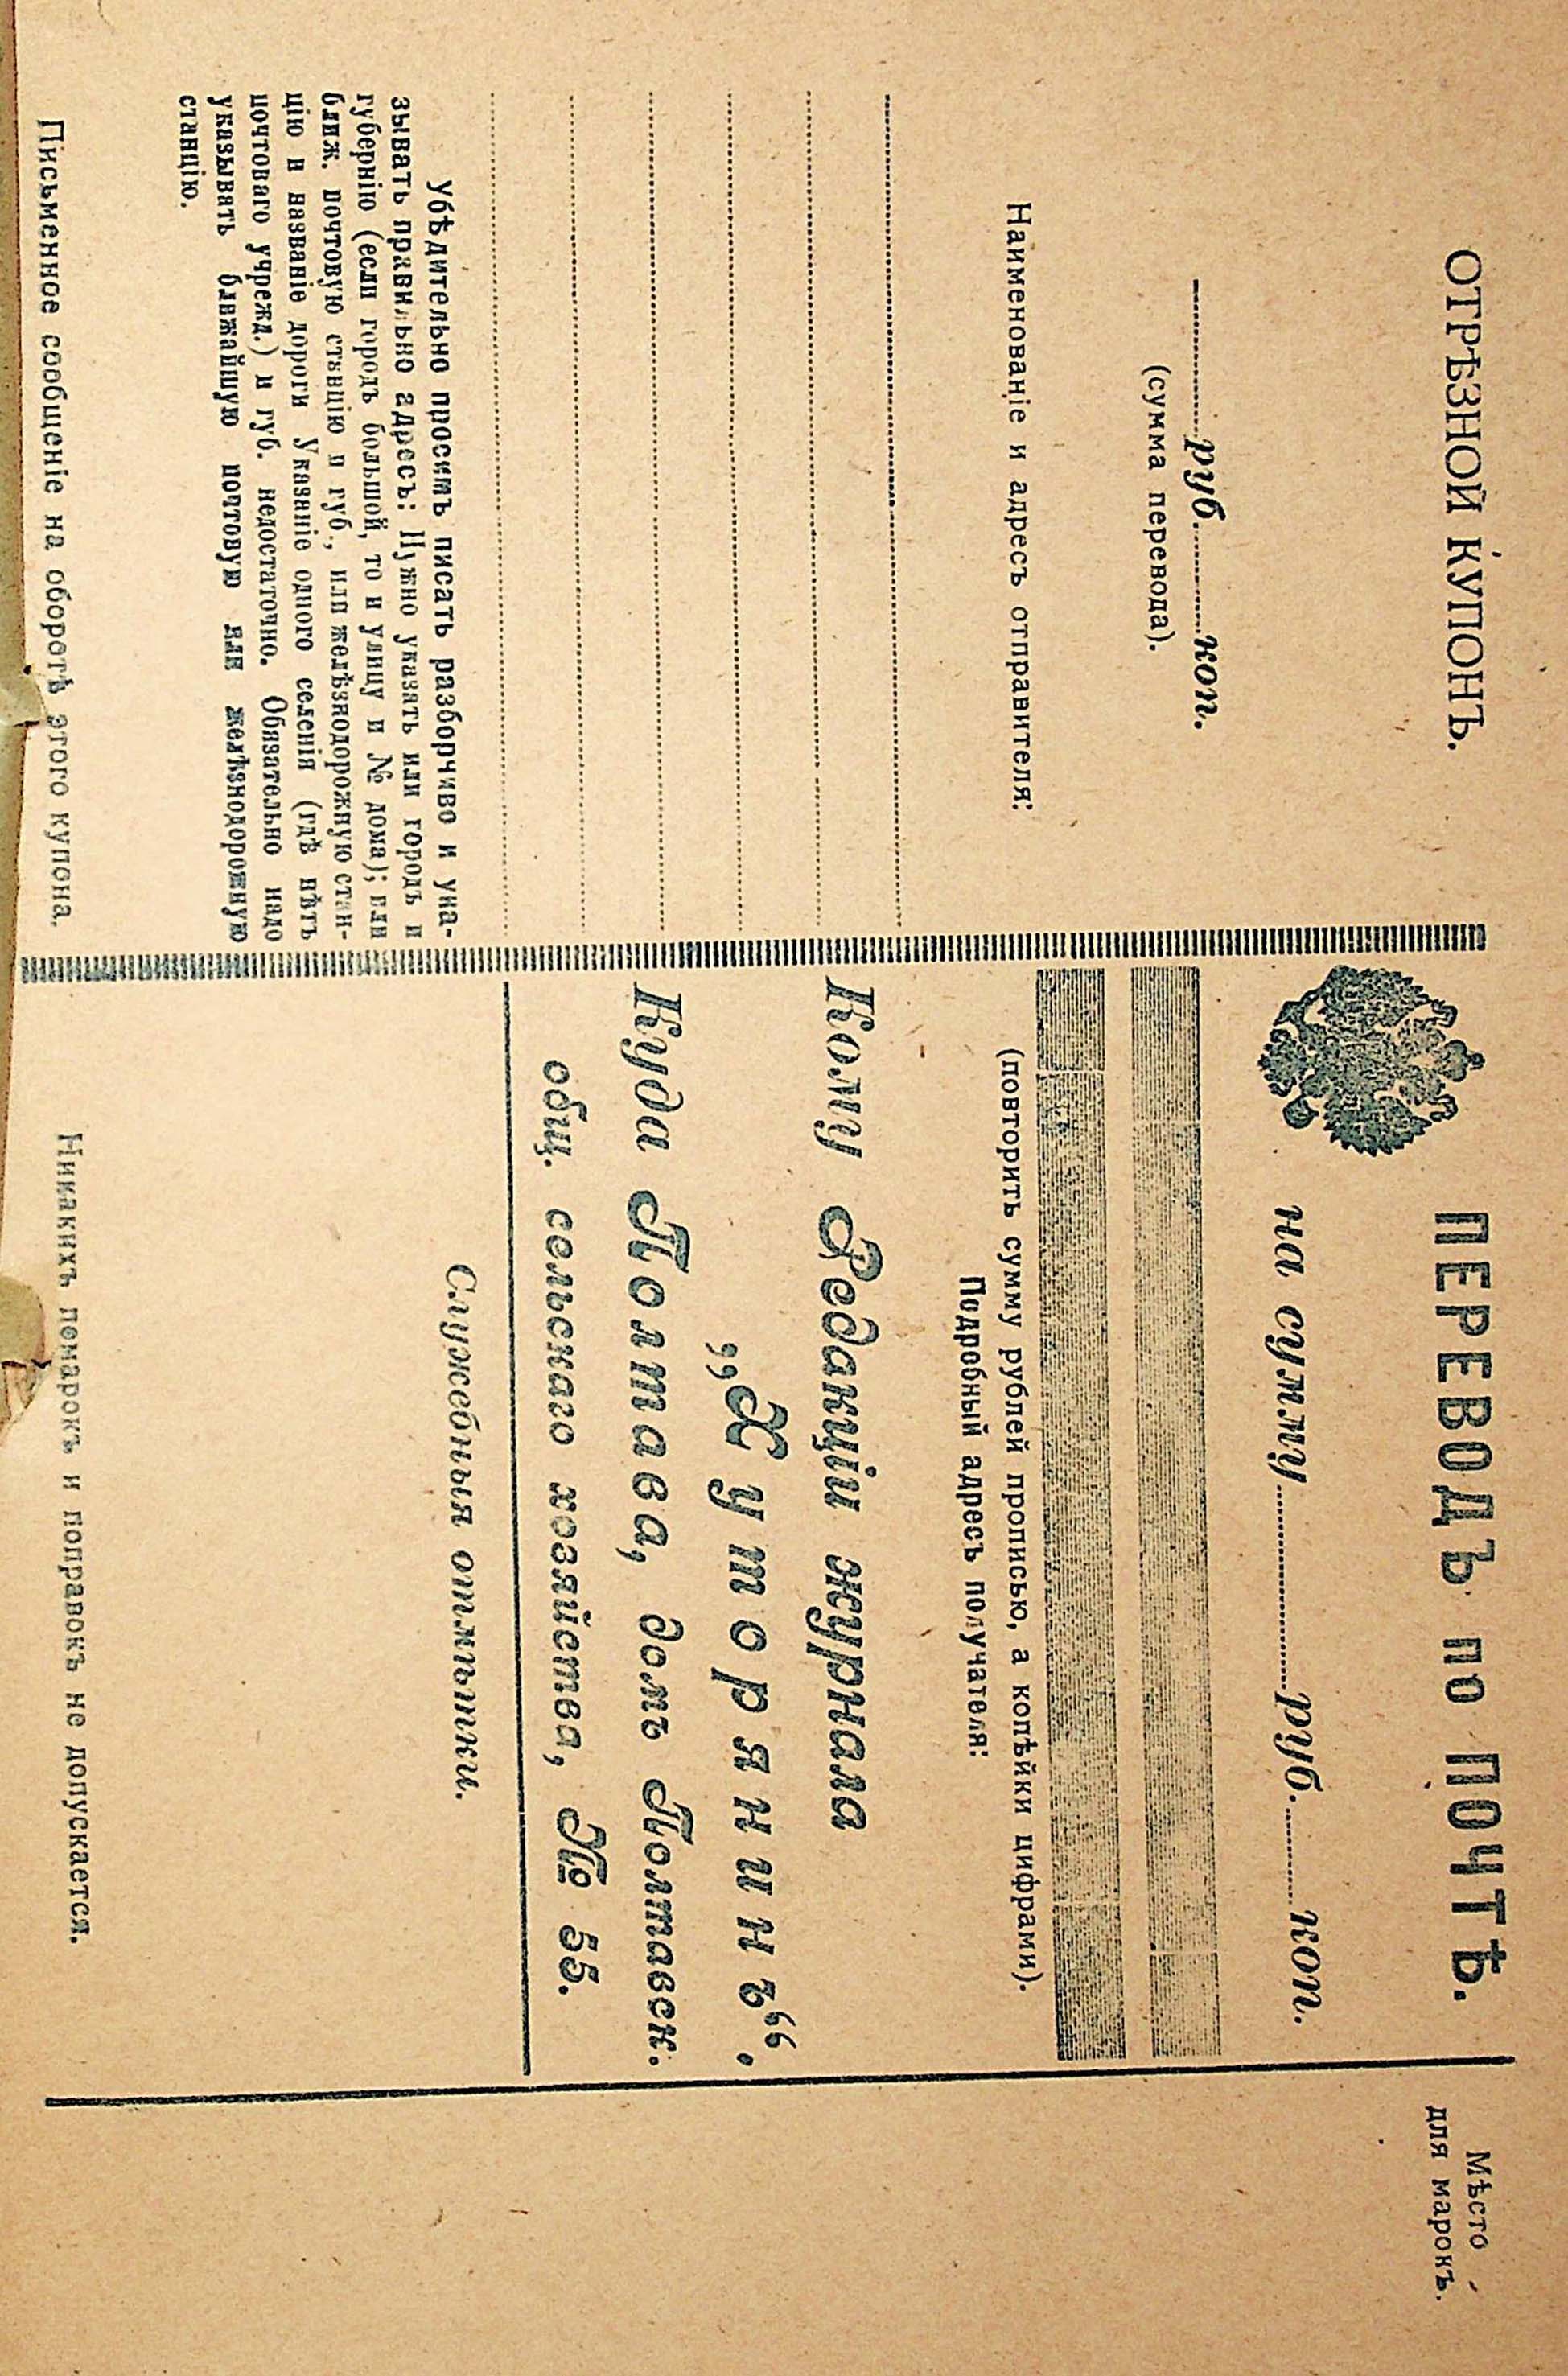 ОТРѢЗНОЙ КУПОНЪ.
руб. коп.
(сумма перевода).
Наименованіе и адресъ отправителя:
Убѣдительно просимъ писать разборчиво и ука-
зывать правильно адресъ: Нужно указать или городъ и
губернію (если городъ большой, то и улицу и № дома); или
ближ. почтовую станцію и губ., или желѣзнодорожную стан-
цію и названіе дороги Указаніе одного селенія (гдѣ нѣтъ
почтоваго учрежд.) и губ. недостаточно. Обязательно надо
указывать ближайшую почтовую или желѣзнодорожную
станцію.
Письменное сообщеніе на оборотѣ этого купона.
ПЕРЕВОДЪ по ПОЧТѢ.
на сумму руб. коп.
(повторить сумму рублей прописью, а копѣйки цифрами).
Подробный адресъ получателя:
Кому Редакціи журнала
„Хуторянинъ“.
Куда Полтава, домъ Полтавск.
общ. сельскаго хозяйства, № 55.
Служебныя отмѣтки.
Никакихъ помарокъ и поправокъ не допускается.
Мѣсто
для марокъ.